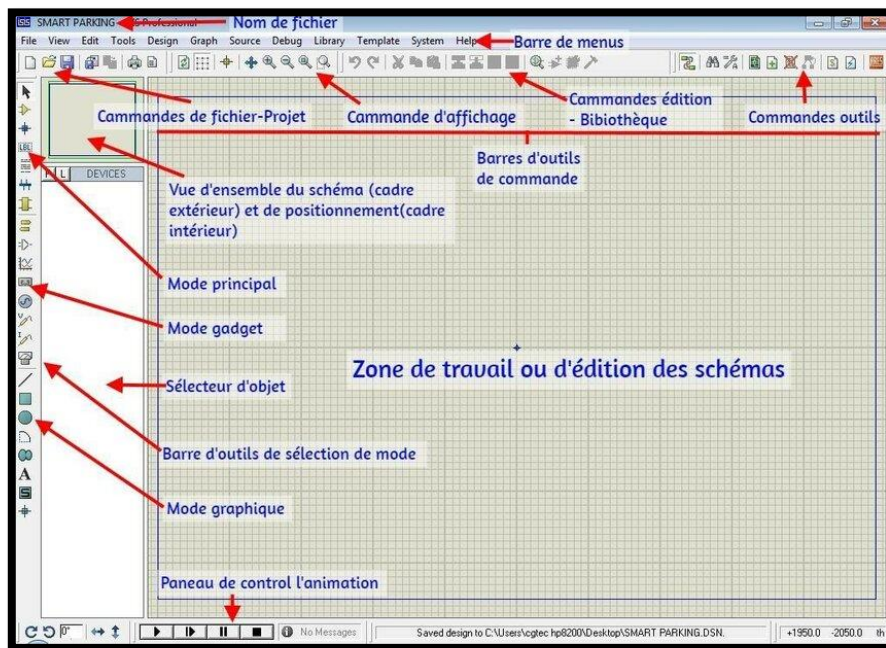 SMART PARKING
S Professional
Nom de fichier
File View Edit Tools Design Graph Source Debug Library Template System Help
Barre de menus
Cammandes de fichier-Projet
Cammande d'affichage
Cammandes édition
- Bibiothèque
Commandes outils
Barres d'outils
de commande
LBL
L DEVICES
Vue d'ensemble du schéma (cadre
extérieur) et de positionnement(cadre
intérieur)
Mode principal
Mode gadget
Zone de travail ou d'édition des schémas
Sélecteur d'objet
Barre d'outils de sélection de mode
A
S
Mode graphique
Paneau de control l'animation
No Messages
Saved design to C:\Users\cgtec hp8200\Desktop\SMART PARKING.DSN.
+1950.0 -2050.0 th